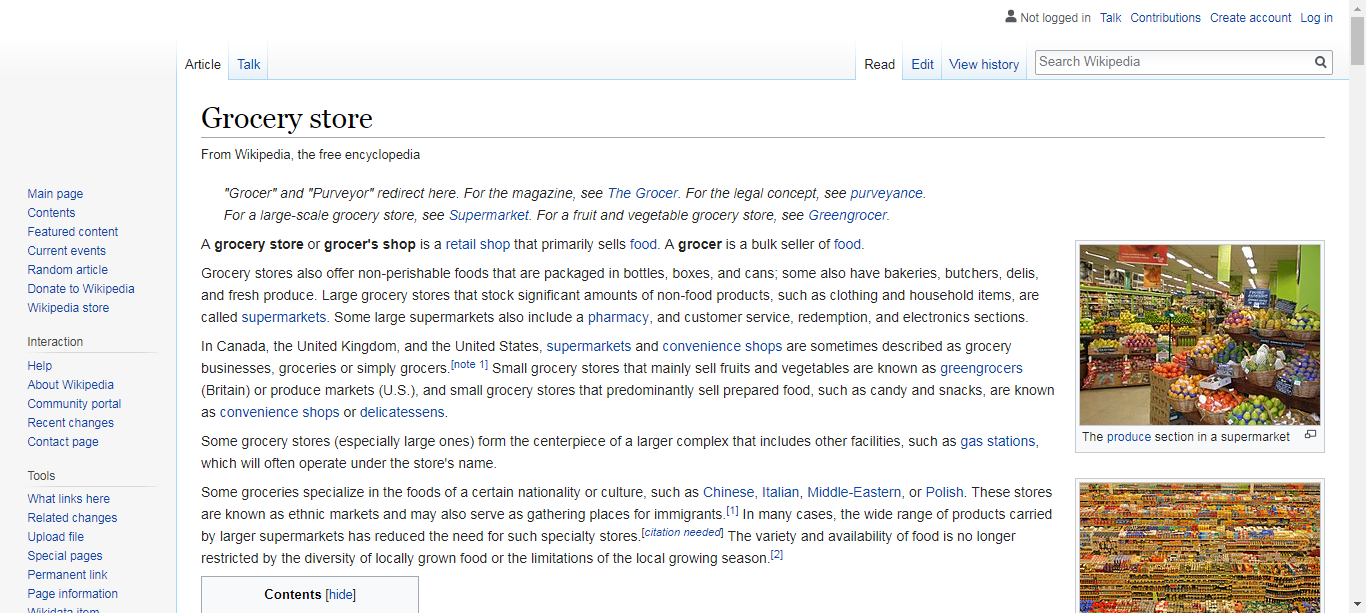 Not logged in Talk Contributions Create account Log in
Article Talk Read Edit View history Search Wikipedia
Grocery store
From Wikipedia, the free encyclopedia
"Grocer" and "Purveyor" redirect here. For the magazine, see The Grocer. For the legal concept, see purveyance.
For a large-scale grocery store, see Supermarket. For a fruit and vegetable grocery store, see Greengrocer.
A grocery store or grocer's shop is a retail shop that primarily sells food. A grocer is a bulk seller of food.
Grocery stores also offer non-perishable foods that are packaged in bottles, boxes, and cans; some also have bakeries, butchers, delis,
and fresh produce. Large grocery stores that stock significant amounts of non-food products, such as clothing and household items, are
called supermarkets. Some large supermarkets also include a pharmacy, and customer service, redemption, and electronics sections.
In Canada, the United Kingdom, and the United States, supermarkets and convenience shops are sometimes described as grocery
businesses, groceries or simply grocers.[note 1] Small grocery stores that mainly sell fruits and vegetables are known as greengrocers
(Britain) or produce markets (U.S.), and small grocery stores that predominantly sell prepared food, such as candy and snacks, are known
as convenience shops or delicatessens.
Some grocery stores (especially large ones) form the centerpiece of a larger complex that includes other facilities, such as gas stations,
which will often operate under the store's name.
Some groceries specialize in the foods of a certain nationality or culture, such as Chinese, Italian, Middle-Eastern, or Polish. These stores
are known as ethnic markets and may also serve as gathering places for immigrants.[1] In many cases, the wide range of products carried
by larger supermarkets has reduced the need for such specialty stores.[citation needed] The variety and availability of food is no longer
restricted by the diversity of locally grown food or the limitations of the local growing season.[2]
Contents [hide]
The produce section in a supermarket
Main page
Contents
Featured content
Current events
Random article
Donate to Wikipedia
Wikipedia store
Interaction
Help
About Wikipedia
Community portal
Recent changes
Contact page
Tools
What links here
Related changes
Upload file
Special pages
Permanent link
Page information
Wikidata item